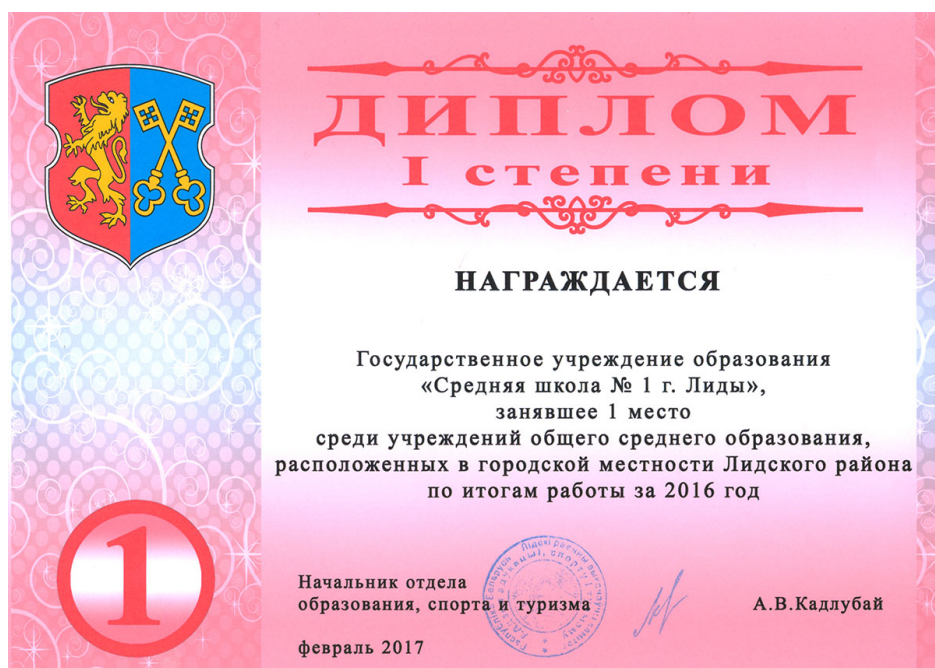 ДИПЛОМ
I степени
НАГРАЖДАЕТСЯ
Государственное учреждение образования
«Средняя школа № 1 г. Лиды»,
занявшее 1 место
среди учреждений общего среднего образования,
расположенных в городской местности Лидского района
по итогам работы за 2016 год
1
Начальник отдела
образования, спорта и туризма
А.В.Кадлубай
февраль 2017